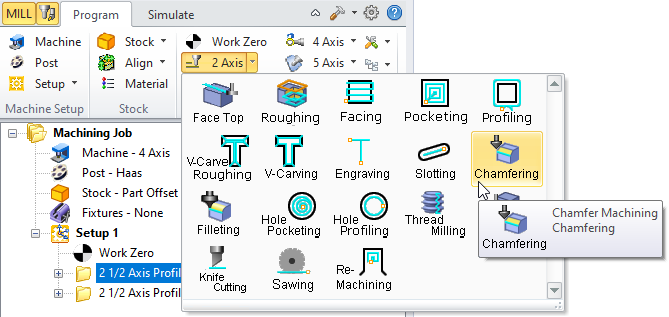 MILL Program Simulate
Machine Stock Work Zero 4 Axis
Post Align 2 Axis 5 Axis
Setup Material
Machine Setup Stock
Face Top Roughing Facing Pocketing Profiling
V-Carve Roughing V-Carving Engraving Slotting Chamfering
Filleting Hole Pocketing Hole Profiling Thread Milling
Knife Cutting Sawing Re-Machining
Chamfer Machining
Chamfering
Chamfering
Machining Job
Machine - 4 Axis
Post - Haas
Stock - Part Offset
Fixtures - None
Setup 1
Work Zero
2 1/2 Axis Profil
2 1/2 Axis Profil